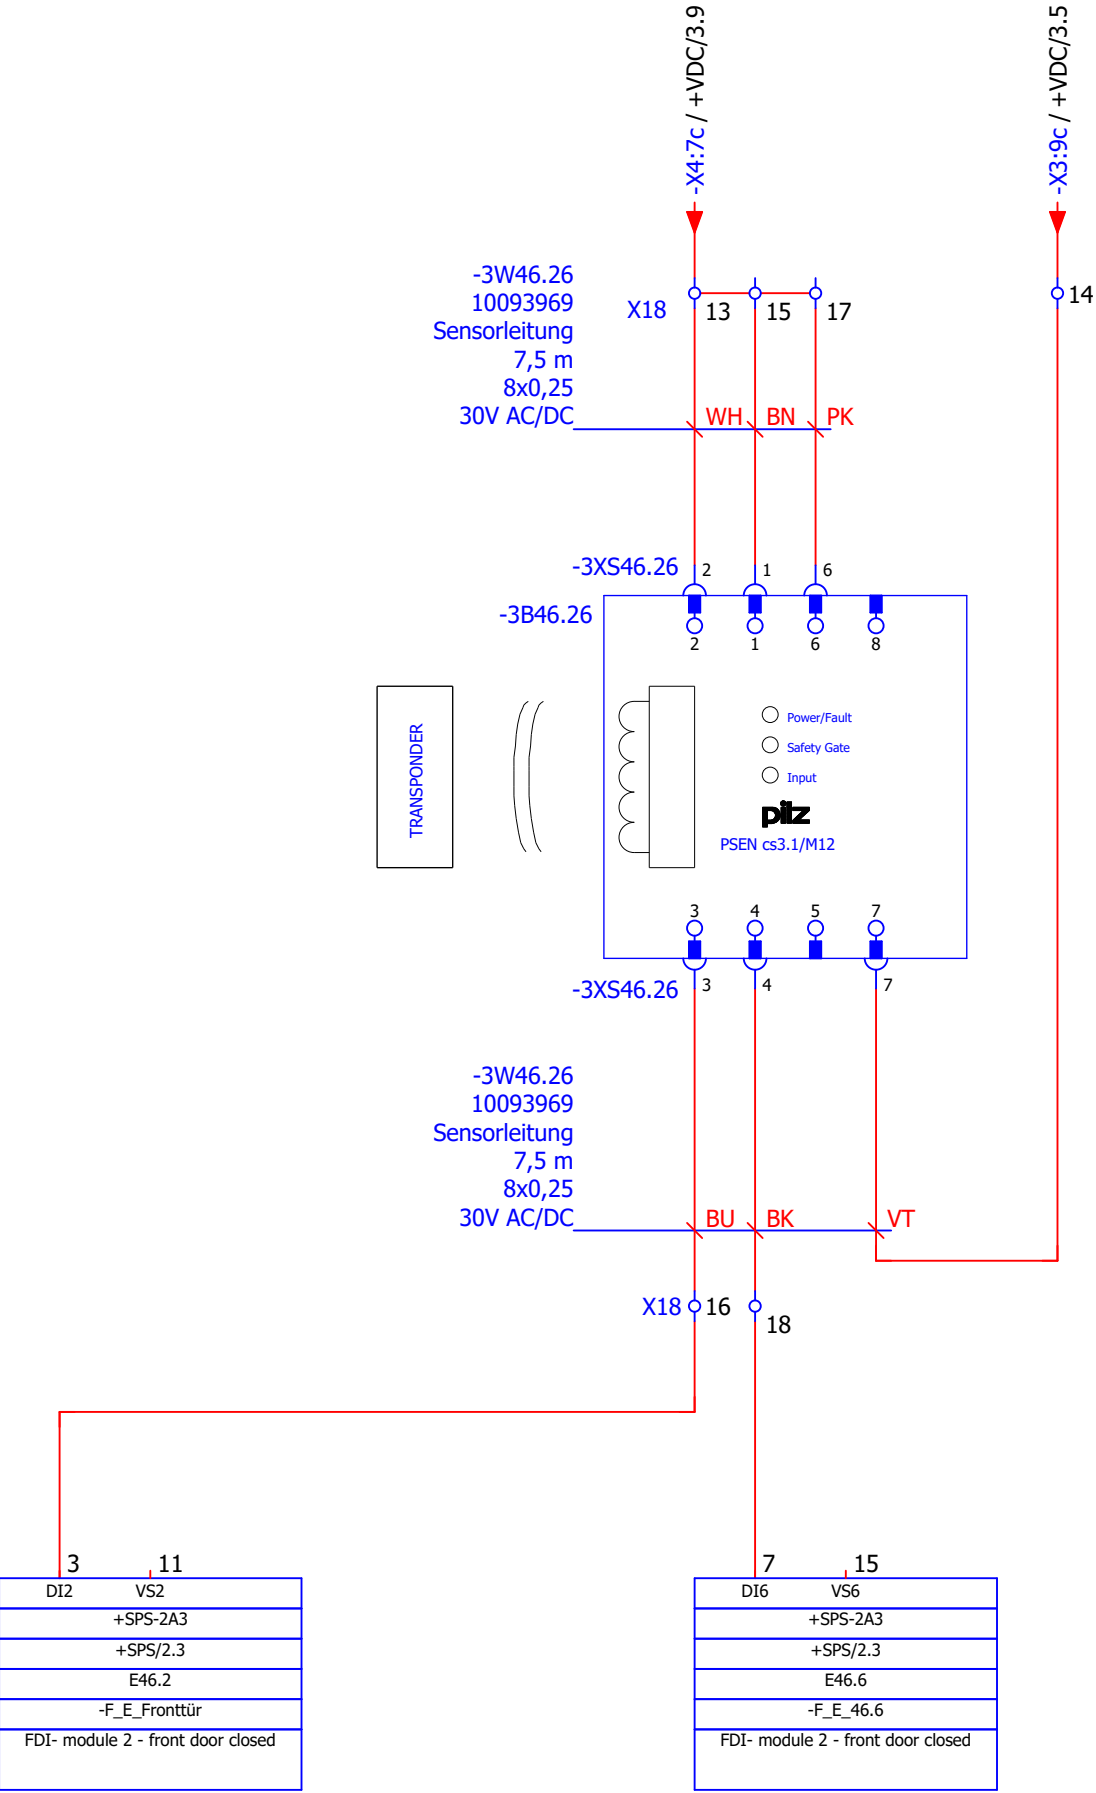 -X4:7c / +VDC/3.9
-X3:9c / +VDC/3.5
-3W46.26
10093969
Sensorleitung
7,5 m
8x0,25
30V AC/DC
X18
13
15
17
14
WH
BN
PK
-3XS46.26
2
1
6
-3B46.26
2
1
6
8
TRANSPONDER
Power/Fault
Safety Gate
Input
pilz
PSEN cs3.1/M12
3
4
5
7
-3XS46.26
3
4
7
-3W46.26
10093969
Sensorleitung
7,5 m
8x0,25
30V AC/DC
BU
BK
VT
X18
16
18
3
11
DI2
VS2
+SPS-2A3
+SPS/2.3
E46.2
-F_E_Fronttür
FDI- module 2 - front door closed
7
15
DI6
VS6
+SPS-2A3
+SPS/2.3
E46.6
-F_E_46.6
FDI- module 2 - front door closed